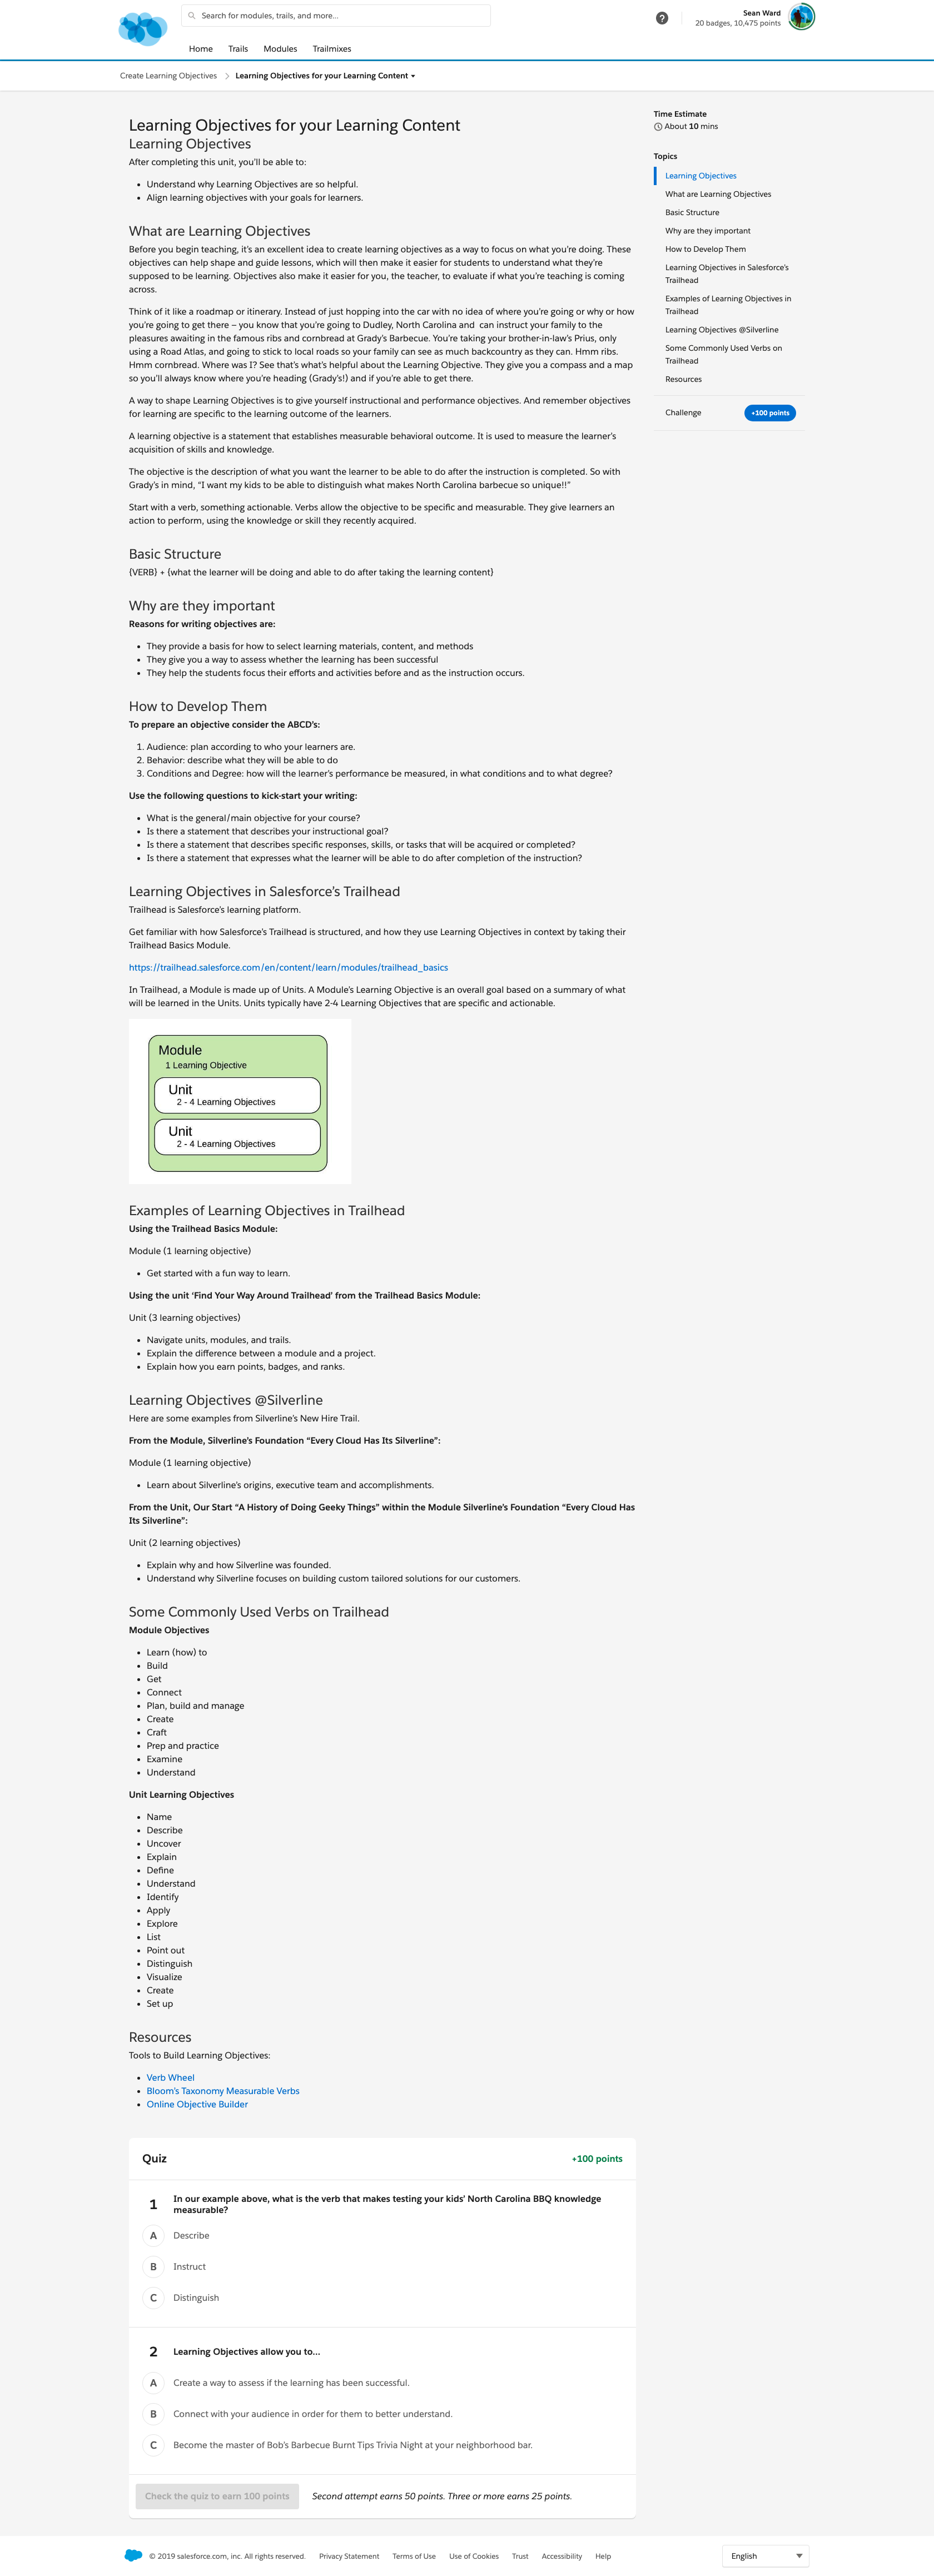 Search for modules, trails, and more...
?
Sean Ward
20 badges, 10,475 points
Home Trails Modules Trailmixes
Create Learning Objectives Learning Objectives for your Learning Content
Learning Objectives for your Learning Content
Learning Objectives
After completing this unit, you'll be able to:
• Understand why Learning Objectives are so helpful.
• Align learning objectives with your goals for learners.
What are Learning Objectives
Before you begin teaching, it's an excellent idea to create learning objectives as a way to focus on what you're doing. These
objectives can help shape and guide lessons, which will then make it easier for students to understand what they're
supposed to be learning. Objectives also make it easier for you, the teacher, to evaluate if what you're teaching is coming
across.
Think of it like a roadmap or itinerary. Instead of just hopping into the car with no idea of where you're going or why or how
you're going to get there – you know that you're going to Dudley, North Carolina and can instruct your family to the
pleasures awaiting in the famous ribs and cornbread at Grady's Barbecue. You're taking your brother-in-law's Prius, only
using a Road Atlas, and going to stick to local roads so your family can see as much backcountry as they can. Hmm ribs.
Hmm cornbread. Where was I? See that's what's helpful about the Learning Objective. They give you a compass and a map
so you'll always know where you're heading (Grady's!) and if you're able to get there.
A way to shape Learning Objectives is to give yourself instructional and performance objectives. And remember objectives
for learning are specific to the learning outcome of the learners.
A learning objective is a statement that establishes measurable behavioral outcome. It is used to measure the learner's
acquisition of skills and knowledge.
The objective is the description of what you want the learner to be able to do after the instruction is completed. So with
Grady's in mind, "I want my kids to be able to distinguish what makes North Carolina barbecue so unique!!"
Start with a verb, something actionable. Verbs allow the objective to be specific and measurable. They give learners an
action to perform, using the knowledge or skill they recently acquired.
Basic Structure
{VERB} + {what the learner will be doing and able to do after taking the learning content}
Why are they important
Reasons for writing objectives are:
• They provide a basis for how to select learning materials, content, and methods
• They give you a way to assess whether the learning has been successful
• They help the students focus their efforts and activities before and as the instruction occurs.
How to Develop Them
To prepare an objective consider the ABCD's:
1. Audience: plan according to who your learners are.
2. Behavior: describe what they will be able to do
3. Conditions and Degree: how will the learner's performance be measured, in what conditions and to what degree?
Use the following questions to kick-start your writing:
• What is the general/main objective for your course?
• Is there a statement that describes your instructional goal?
• Is there a statement that describes specific responses, skills, or tasks that will be acquired or completed?
• Is there a statement that expresses what the learner will be able to do after completion of the instruction?
Learning Objectives in Salesforce's Trailhead
Trailhead is Salesforce's learning platform.
Get familiar with how Salesforce's Trailhead is structured, and how they use Learning Objectives in context by taking their
Trailhead Basics Module.
https://trailhead.salesforce.com/en/content/learn/modules/trailhead_basics
In Trailhead, a Module is made up of Units. A Module's Learning Objective is an overall goal based on a summary of what
will be learned in the Units. Units typically have 2-4 Learning Objectives that are specific and actionable.
Module
1 Learning Objective
Unit
2 - 4 Learning Objectives
Unit
2 - 4 Learning Objectives
Examples of Learning Objectives in Trailhead
Using the Trailhead Basics Module:
Module (1 learning objective)
• Get started with a fun way to learn.
Using the unit 'Find Your Way Around Trailhead' from the Trailhead Basics Module:
Unit (3 learning objectives)
• Navigate units, modules, and trails.
• Explain the difference between a module and a project.
• Explain how you earn points, badges, and ranks.
Learning Objectives @Silverline
Here are some examples from Silverline's New Hire Trail.
From the Module, Silverline's Foundation "Every Cloud Has Its Silverline":
Module (1 learning objective)
• Learn about Silverline's origins, executive team and accomplishments.
From the Unit, Our Start "A History of Doing Geeky Things" within the Module Silverline's Foundation "Every Cloud Has
Its Silverline":
Unit (2 learning objectives)
• Explain why and how Silverline was founded.
• Understand why Silverline focuses on building custom tailored solutions for our customers.
Some Commonly Used Verbs on Trailhead
Module Objectives
• Learn (how) to
• Build
• Get
• Connect
• Plan, build and manage
• Create
• Craft
• Prep and practice
• Examine
• Understand
Unit Learning Objectives
• Name
• Describe
• Uncover
• Explain
• Define
• Understand
• Identify
• Apply
• Explore
• List
• Point out
• Distinguish
• Visualize
• Create
• Set up
Resources
Tools to Build Learning Objectives:
• Verb Wheel
• Bloom's Taxonomy Measurable Verbs
• Online Objective Builder
Time Estimate
About 10 mins
Topics
Learning Objectives
What are Learning Objectives
Basic Structure
Why are they important
How to Develop Them
Learning Objectives in Salesforce's
Trailhead
Examples of Learning Objectives in
Trailhead
Learning Objectives @Silverline
Some Commonly Used Verbs on
Trailhead
Resources
Challenge +100 points
Quiz +100 points
1 In our example above, what is the verb that makes testing your kids' North Carolina BBQ knowledge
measurable?
A Describe
B Instruct
C Distinguish
2 Learning Objectives allow you to...
A Create a way to assess if the learning has been successful.
B Connect with your audience in order for them to better understand.
C Become the master of Bob's Barbecue Burnt Tips Trivia Night at your neighborhood bar.
Check the quiz to earn 100 points Second attempt earns 50 points. Three or more earns 25 points.
© 2019 salesforce.com, inc. All rights reserved. Privacy Statement Terms of Use Use of Cookies Trust Accessibility Help English